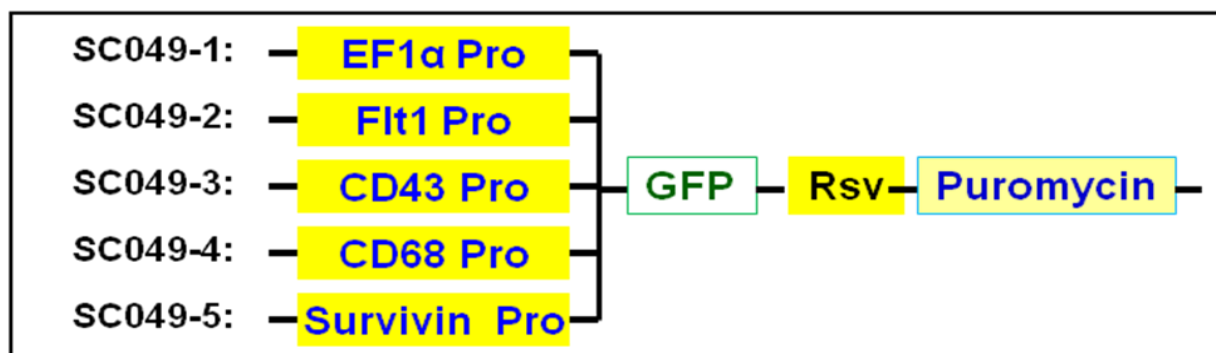 SC049-1: EF1α Pro
SC049-2: Flt1 Pro
SC049-3: CD43 Pro GFP Rsv Puromycin
SC049-4: CD68 Pro
SC049-5: Survivin Pro